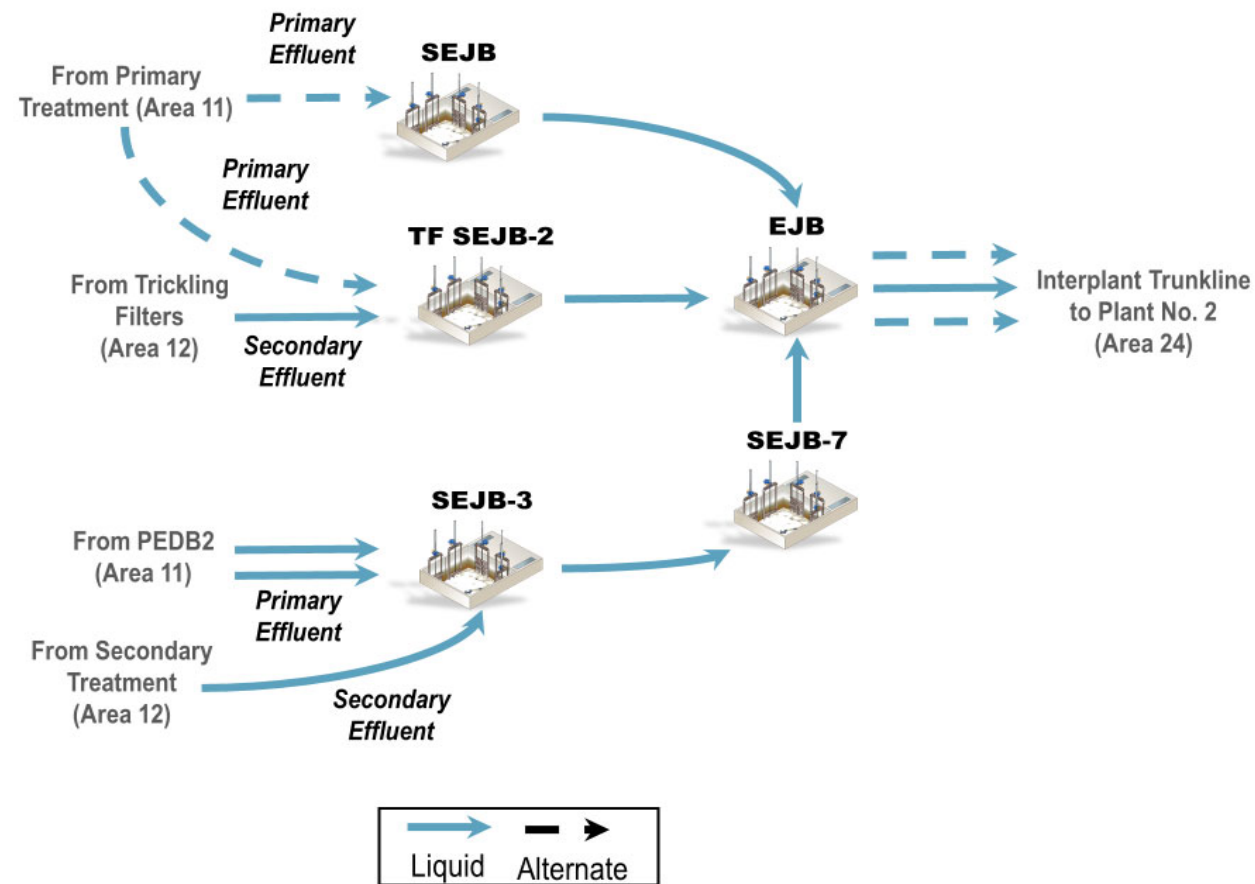 Primary
Effluent
SEJB
From Primary
Treatment (Area 11)
Primary
Effluent
TF SEJB-2
EJB
From Trickling
Filters
(Area 12)
Secondary
Effluent
Interplant Trunkline
to Plant No. 2
(Area 24)
SEJB-7
SEJB-3
From PEDB2
(Area 11)
Primary
Effluent
From Secondary
Treatment
(Area 12)
Secondary
Effluent
Liquid
Alternate